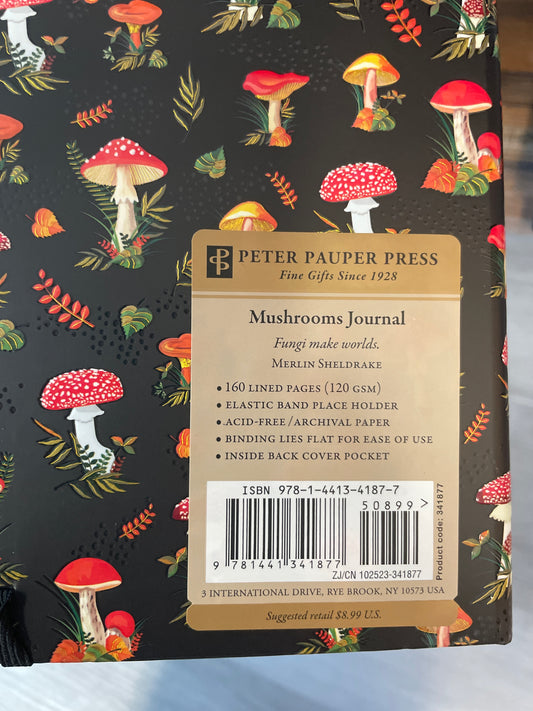 PETER PAUPER PRESS
Fine Gifts Since 1928
Mushrooms Journal
Fungi make worlds.
MERLIN SHELDRAKE
• 160 LINED PAGES (120 GSM)
• ELASTIC BAND PLACE HOLDER
• ACID-FREE/ARCHIVAL PAPER
• BINDING LIES FLAT FOR EASE OF USE
• INSIDE BACK COVER POCKET
ISBN 978-1-4413-4187-7
50899>
9 781441 341877
ZJ/CN 102523-341877
Product code: 341877
3 INTERNATIONAL DRIVE, RYE BROOK, NY 10573 USA
Suggested retail $8.99 U.S.